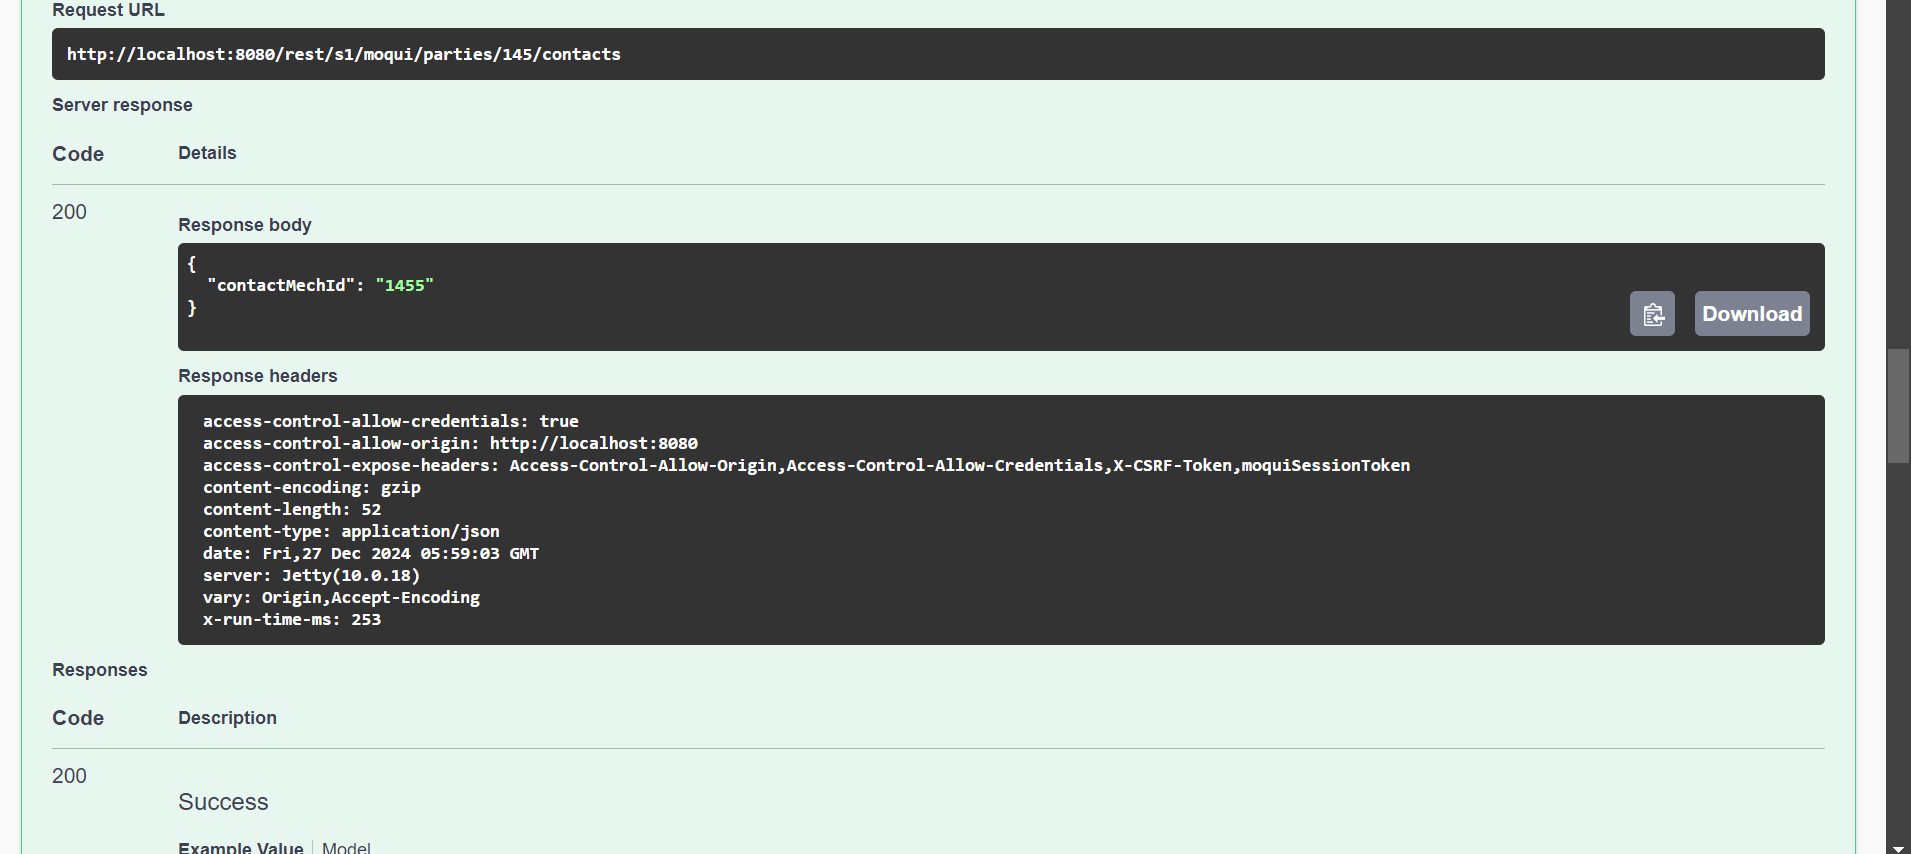 Request URL
http://localhost:8080/rest/s1/moqui/parties/145/contacts
Server response
Code Details
200
Response body
{
"contactMechId": "1455"
}
Download
Response headers
access-control-allow-credentials: true
access-control-allow-origin: http://localhost:8080
access-control-expose-headers: Access-Control-Allow-Origin,Access-Control-Allow-Credentials,X-CSRF-Token,moquiSessionToken
content-encoding: gzip
content-length: 52
content-type: application/json
date: Fri,27 Dec 2024 05:59:03 GMT
server: Jetty(10.0.18)
vary: Origin,Accept-Encoding
x-run-time-ms: 253
Responses
Code Description
200
Success
Example Value Model